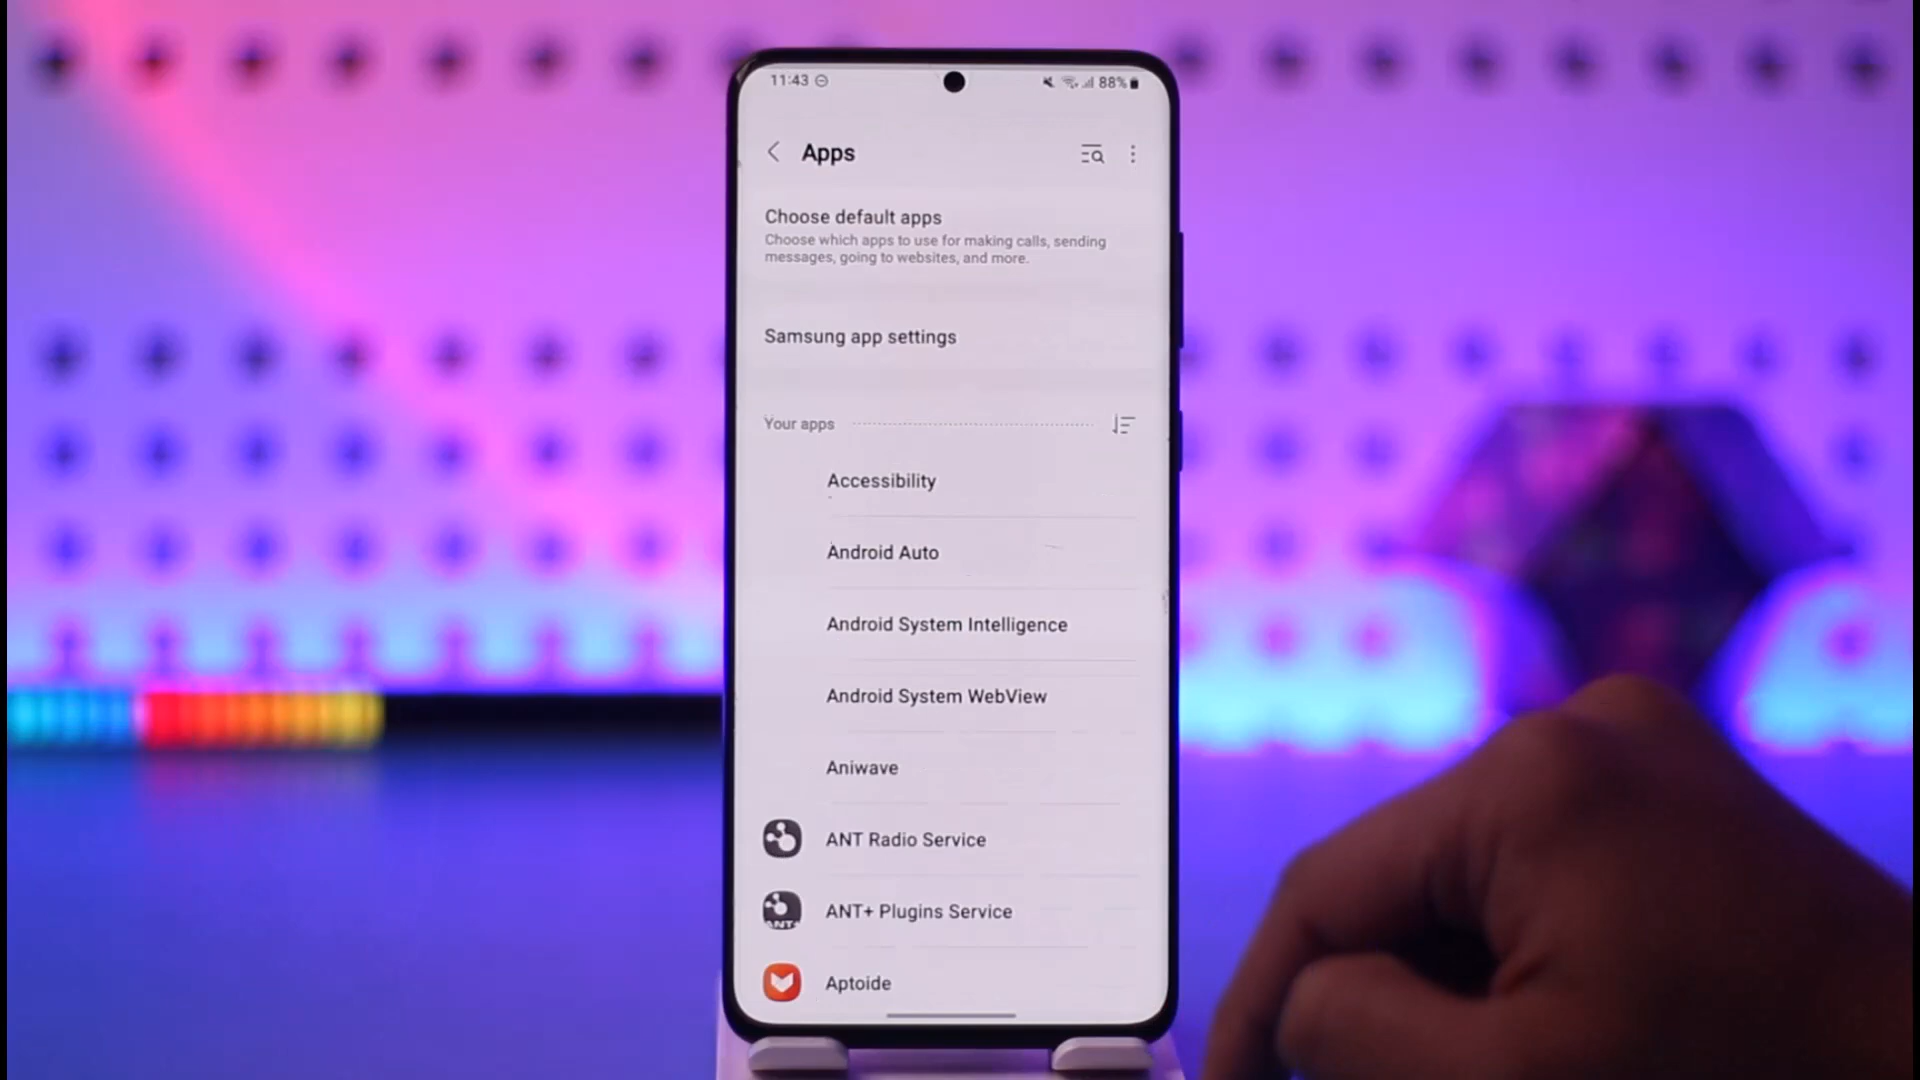 11:43
88%
Apps
Choose default apps
Choose which apps to use for making calls, sending
messages, going to websites, and more.
Samsung app settings
Your apps
Accessibility
Android Auto
Android System Intelligence
Android System WebView
Aniwave
ANT Radio Service
ANT+ Plugins Service
ANT+
Aptoide